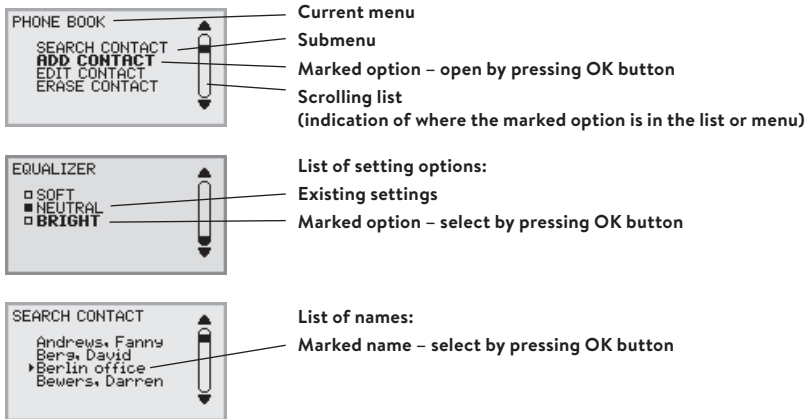 PHONE BOOK
SEARCH CONTACT
ADD CONTACT
EDIT CONTACT
ERASE CONTACT
Current menu
Submenu
Marked option – open by pressing OK button
Scrolling list
(indication of where the marked option is in the list or menu)
EQUALIZER
SOFT
NEUTRAL
BRIGHT
List of setting options:
Existing settings
Marked option – select by pressing OK button
SEARCH CONTACT
Andrews, Fanny
Berg, David
Berlin office
Bewers, Darren
List of names:
Marked name – select by pressing OK button